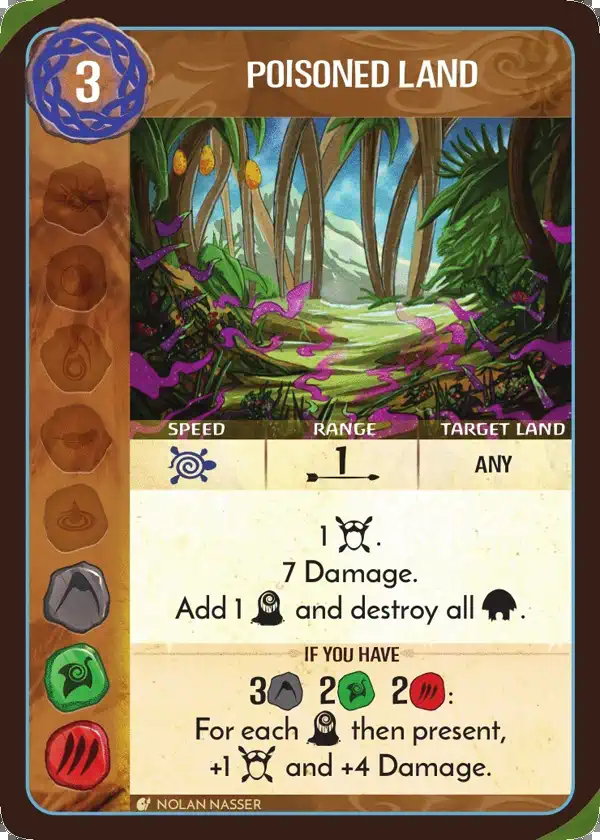 3
POISONED LAND
SPEED RANGE TARGET LAND
1 ANY
1 .
7 Damage.
Add 1 and destroy all .
IF YOU HAVE
3 2 2 :
For each then present,
+1 and +4 Damage.
NOLAN NASSER